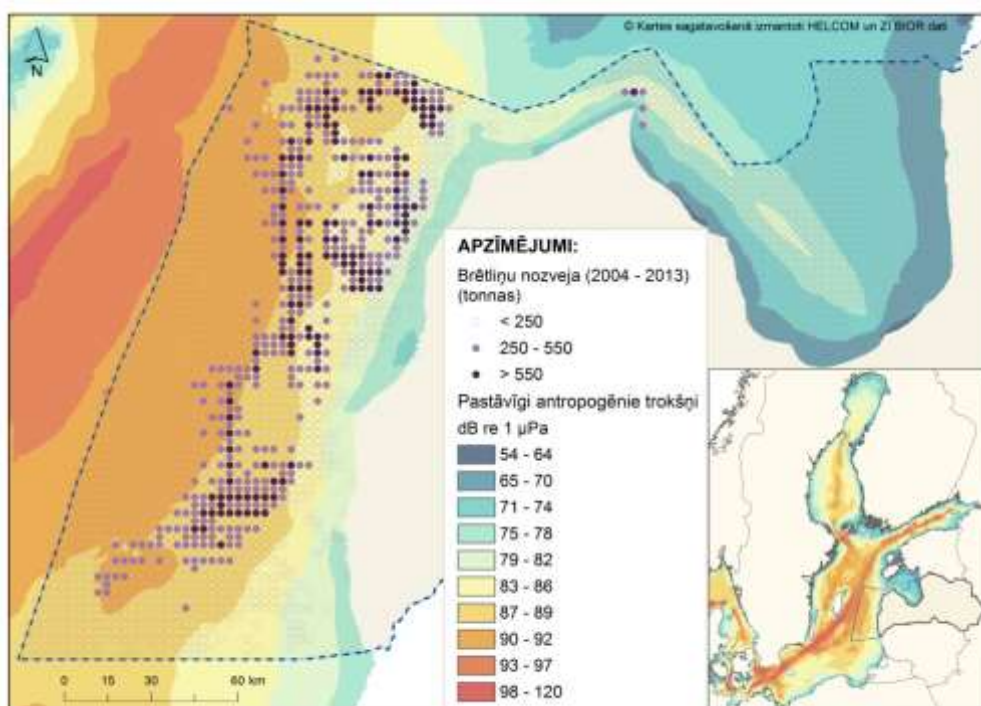 © Kartes sagatavošanā izmantoti HELCOM un ZI BIOR dati
N
APZĪMĒJUMI:
Brētliņu nozveja (2004 - 2013)
(tonnas)
< 250
250 - 550
> 550
Pastāvīgi antropogēnie trokšņi
dB re 1 µPa
54 - 64
65 - 70
71 - 74
75 - 78
79 - 82
83 - 86
87 - 89
90 - 92
93 - 97
98 - 120
0 15 30 60 km